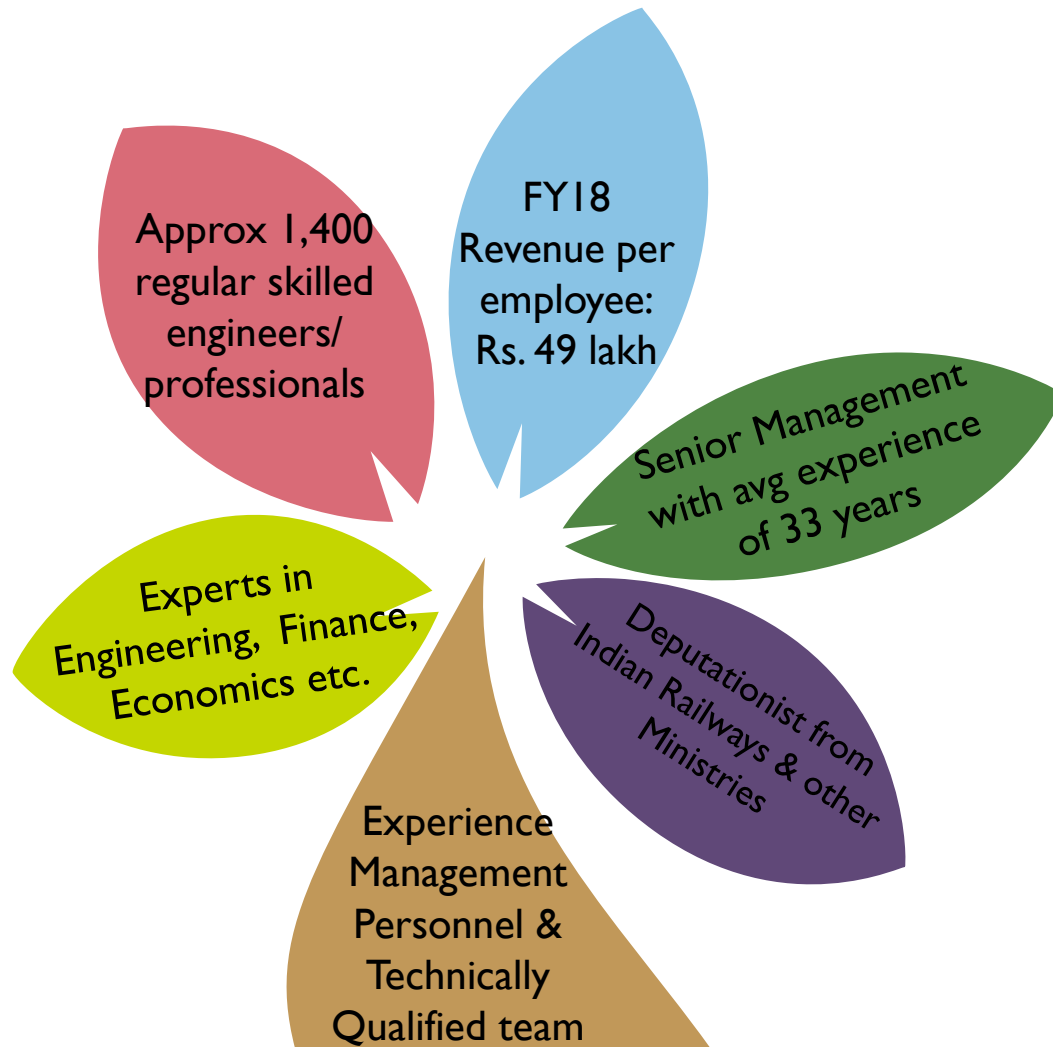 Approx 1,400
regular skilled
engineers/
professionals
FY18
Revenue per
employee:
Rs. 49 lakh
Senior Management
with avg experience
of 33 years
Experts in
Engineering, Finance,
Economics etc.
Deputationist from
Indian Railways & other
Ministries
Experience
Management
Personnel &
Technically
Qualified team